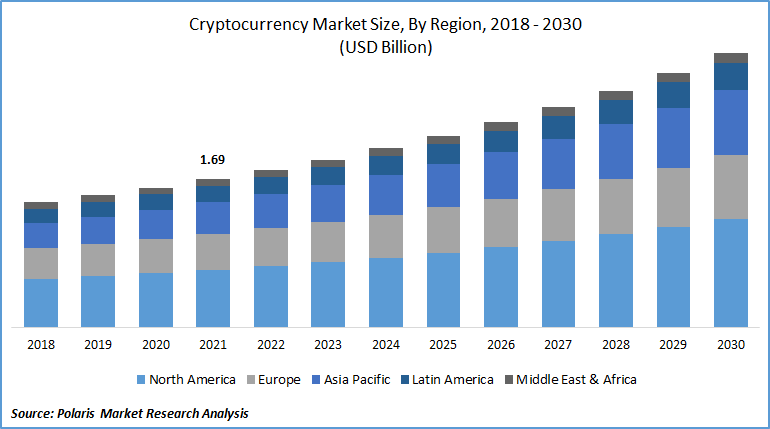 Cryptocurrency Market Size, By Region, 2018 - 2030
(USD Billion)
1.69
2018 2019 2020 2021 2022 2023 2024 2025 2026 2027 2028 2029 2030
North America Europe Asia Pacific Latin America Middle East & Africa
Source: Polaris Market Research Analysis